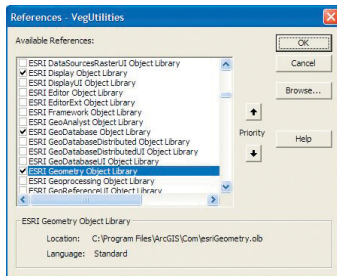 References - VegUtilities
Available References:
OK
Cancel
Browse...
Priority
Help
ESRI DataSourcesRasterUI Object Library
ESRI Display Object Library
ESRI DisplayUI Object Library
ESRI Editor Object Library
ESRI EditorExt Object Library
ESRI Framework Object Library
ESRI GeoAnalyst Object Library
ESRI GeoDatabase Object Library
ESRI GeoDatabaseDistributed Object Library
ESRI GeoDatabaseDistributedUI Object Library
ESRI GeoDatabaseUI Object Library
ESRI Geometry Object Library
ESRI Geoprocessing Object Library
ESRI GeoReferenceUI Object Library
ESRI Geometry Object Library
Location: C:\Program Files\ArcGIS\Com\esriGeometry.olb
Language: Standard